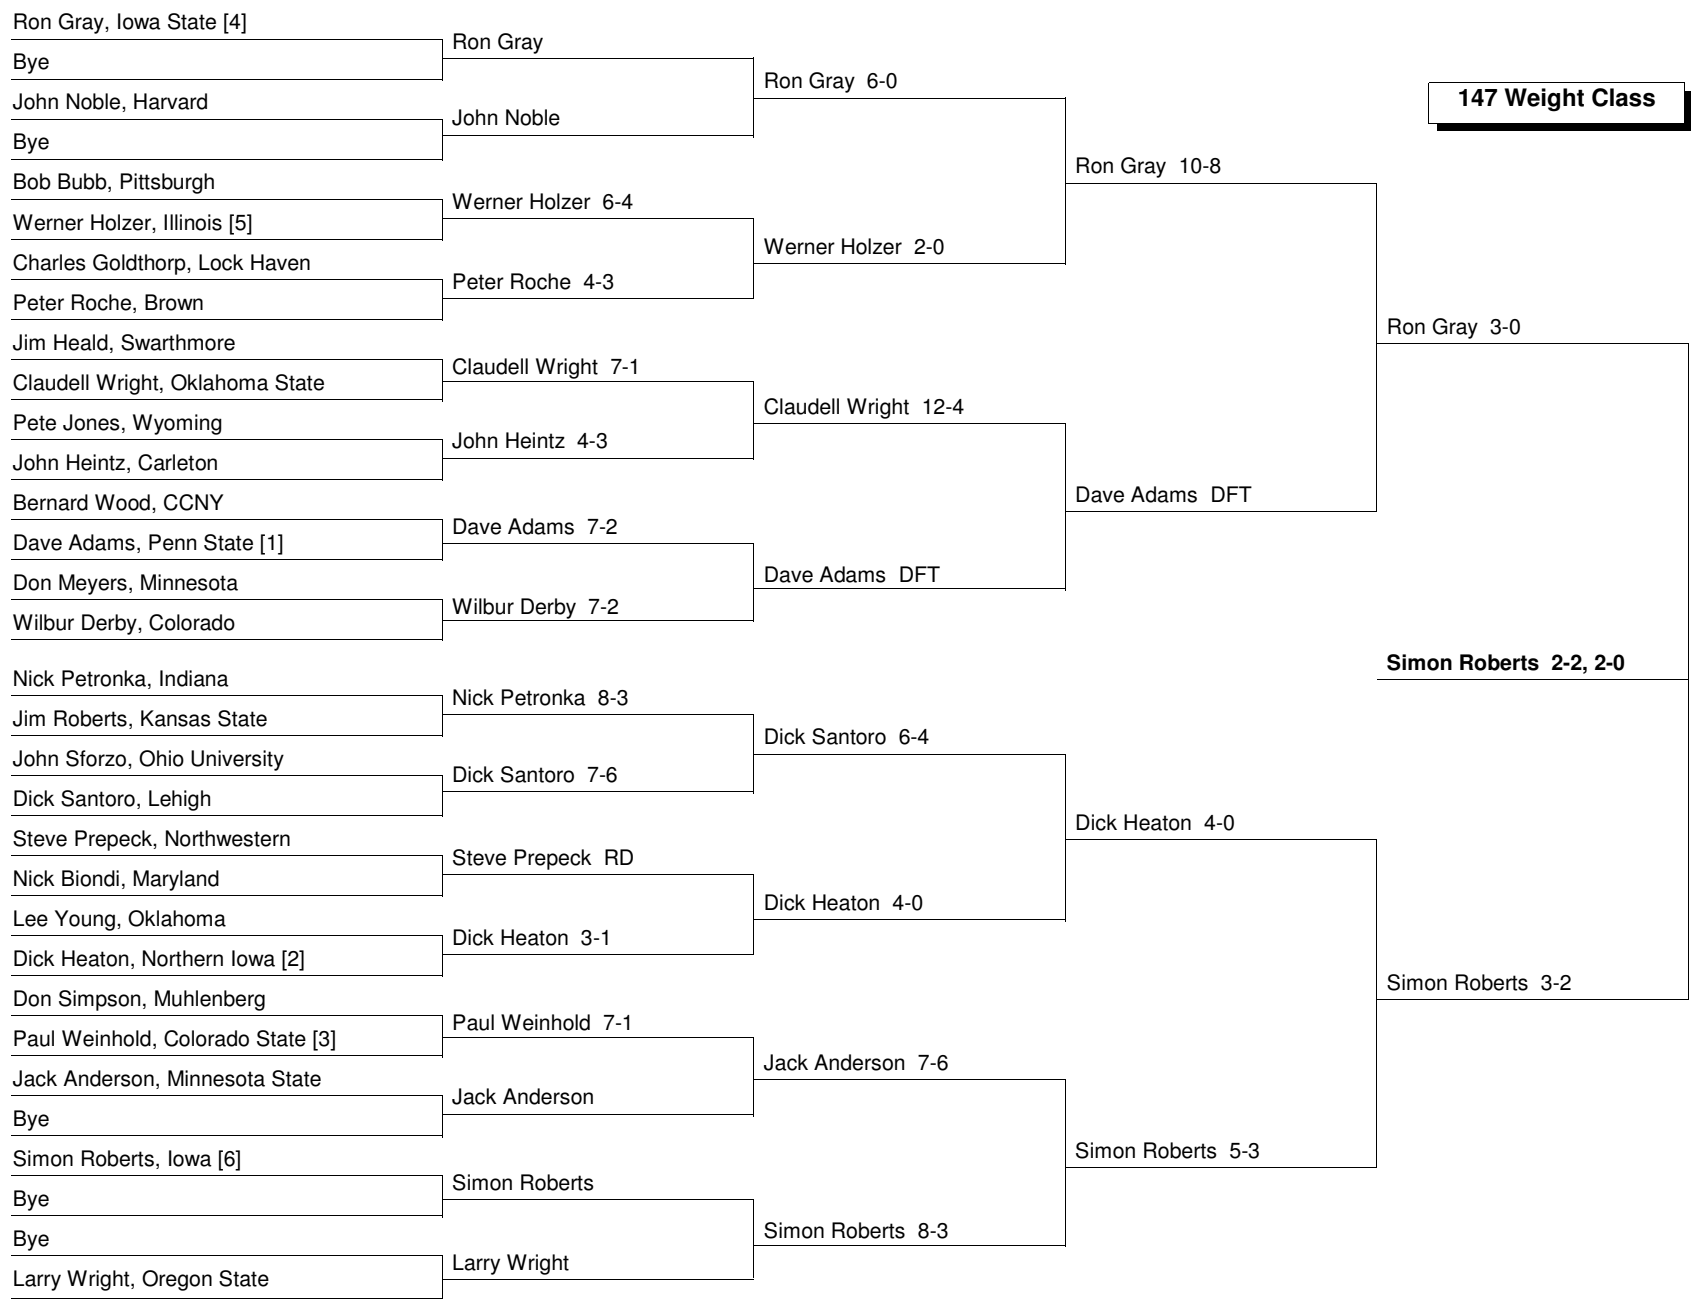 Ron Gray, Iowa State [4]
Bye
John Noble, Harvard
Bye
Bob Bubb, Pittsburgh
Werner Holzer, Illinois [5]
Charles Goldthorp, Lock Haven
Peter Roche, Brown
Jim Heald, Swarthmore
Claudell Wright, Oklahoma State
Pete Jones, Wyoming
John Heintz, Carleton
Bernard Wood, CCNY
Dave Adams, Penn State [1]
Don Meyers, Minnesota
Wilbur Derby, Colorado
Nick Petronka, Indiana
Jim Roberts, Kansas State
John Sforzo, Ohio University
Dick Santoro, Lehigh
Steve Prepeck, Northwestern
Nick Biondi, Maryland
Lee Young, Oklahoma
Dick Heaton, Northern Iowa [2]
Don Simpson, Muhlenberg
Paul Weinhold, Colorado State [3]
Jack Anderson, Minnesota State
Bye
Simon Roberts, Iowa [6]
Bye
Bye
Larry Wright, Oregon State
Ron Gray
John Noble
Werner Holzer 6-4
Peter Roche 4-3
Claudell Wright 7-1
John Heintz 4-3
Dave Adams 7-2
Wilbur Derby 7-2
Nick Petronka 8-3
Dick Santoro 7-6
Steve Prepeck RD
Dick Heaton 3-1
Paul Weinhold 7-1
Jack Anderson
Simon Roberts
Larry Wright
Ron Gray 6-0
Werner Holzer 2-0
Claudell Wright 12-4
Dave Adams DFT
Dick Santoro 6-4
Dick Heaton 4-0
Jack Anderson 7-6
Simon Roberts 8-3
Ron Gray 10-8
Dave Adams DFT
Dick Heaton 4-0
Simon Roberts 5-3
147 Weight Class
Ron Gray 3-0
Simon Roberts 2-2, 2-0
Simon Roberts 3-2